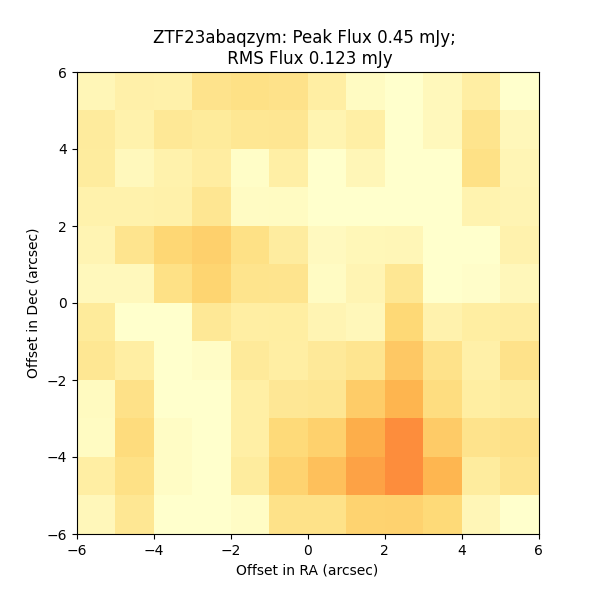 ZTF23abaqzym: Peak Flux 0.45 mJy;
RMS Flux 0.123 mJy
6
4
2
0
−2
−4
−6
Offset in Dec (arcsec)
−6 −4 −2 0 2 4 6
Offset in RA (arcsec)